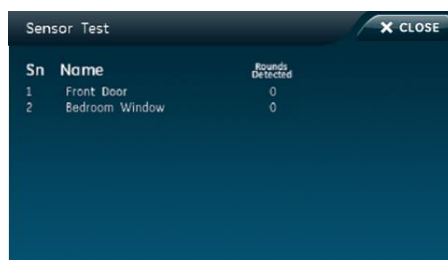 Sensor Test
X CLOSE
Sn Name Rounds Detected
1 Front Door 0
2 Bedroom Window 0